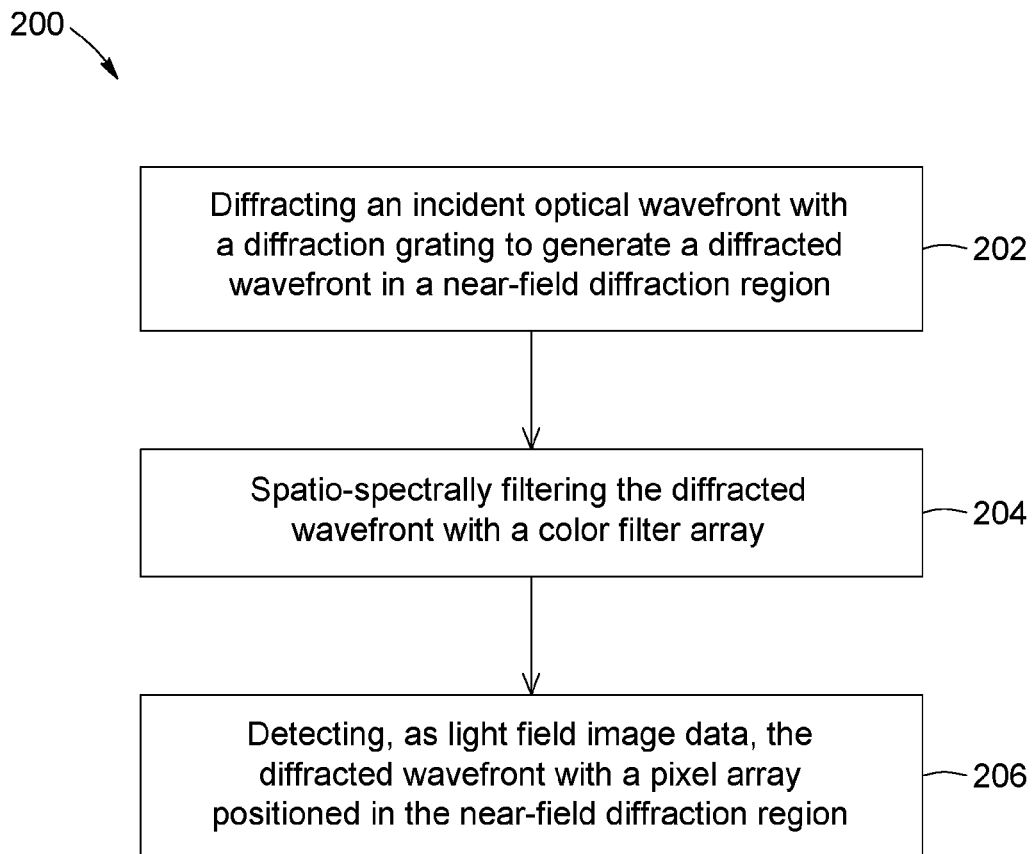 200
Diffracting an incident optical wavefront with
a diffraction grating to generate a diffracted
wavefront in a near-field diffraction region
202
Spatio-spectrally filtering the diffracted
wavefront with a color filter array
204
Detecting, as light field image data, the
diffracted wavefront with a pixel array
positioned in the near-field diffraction region
206